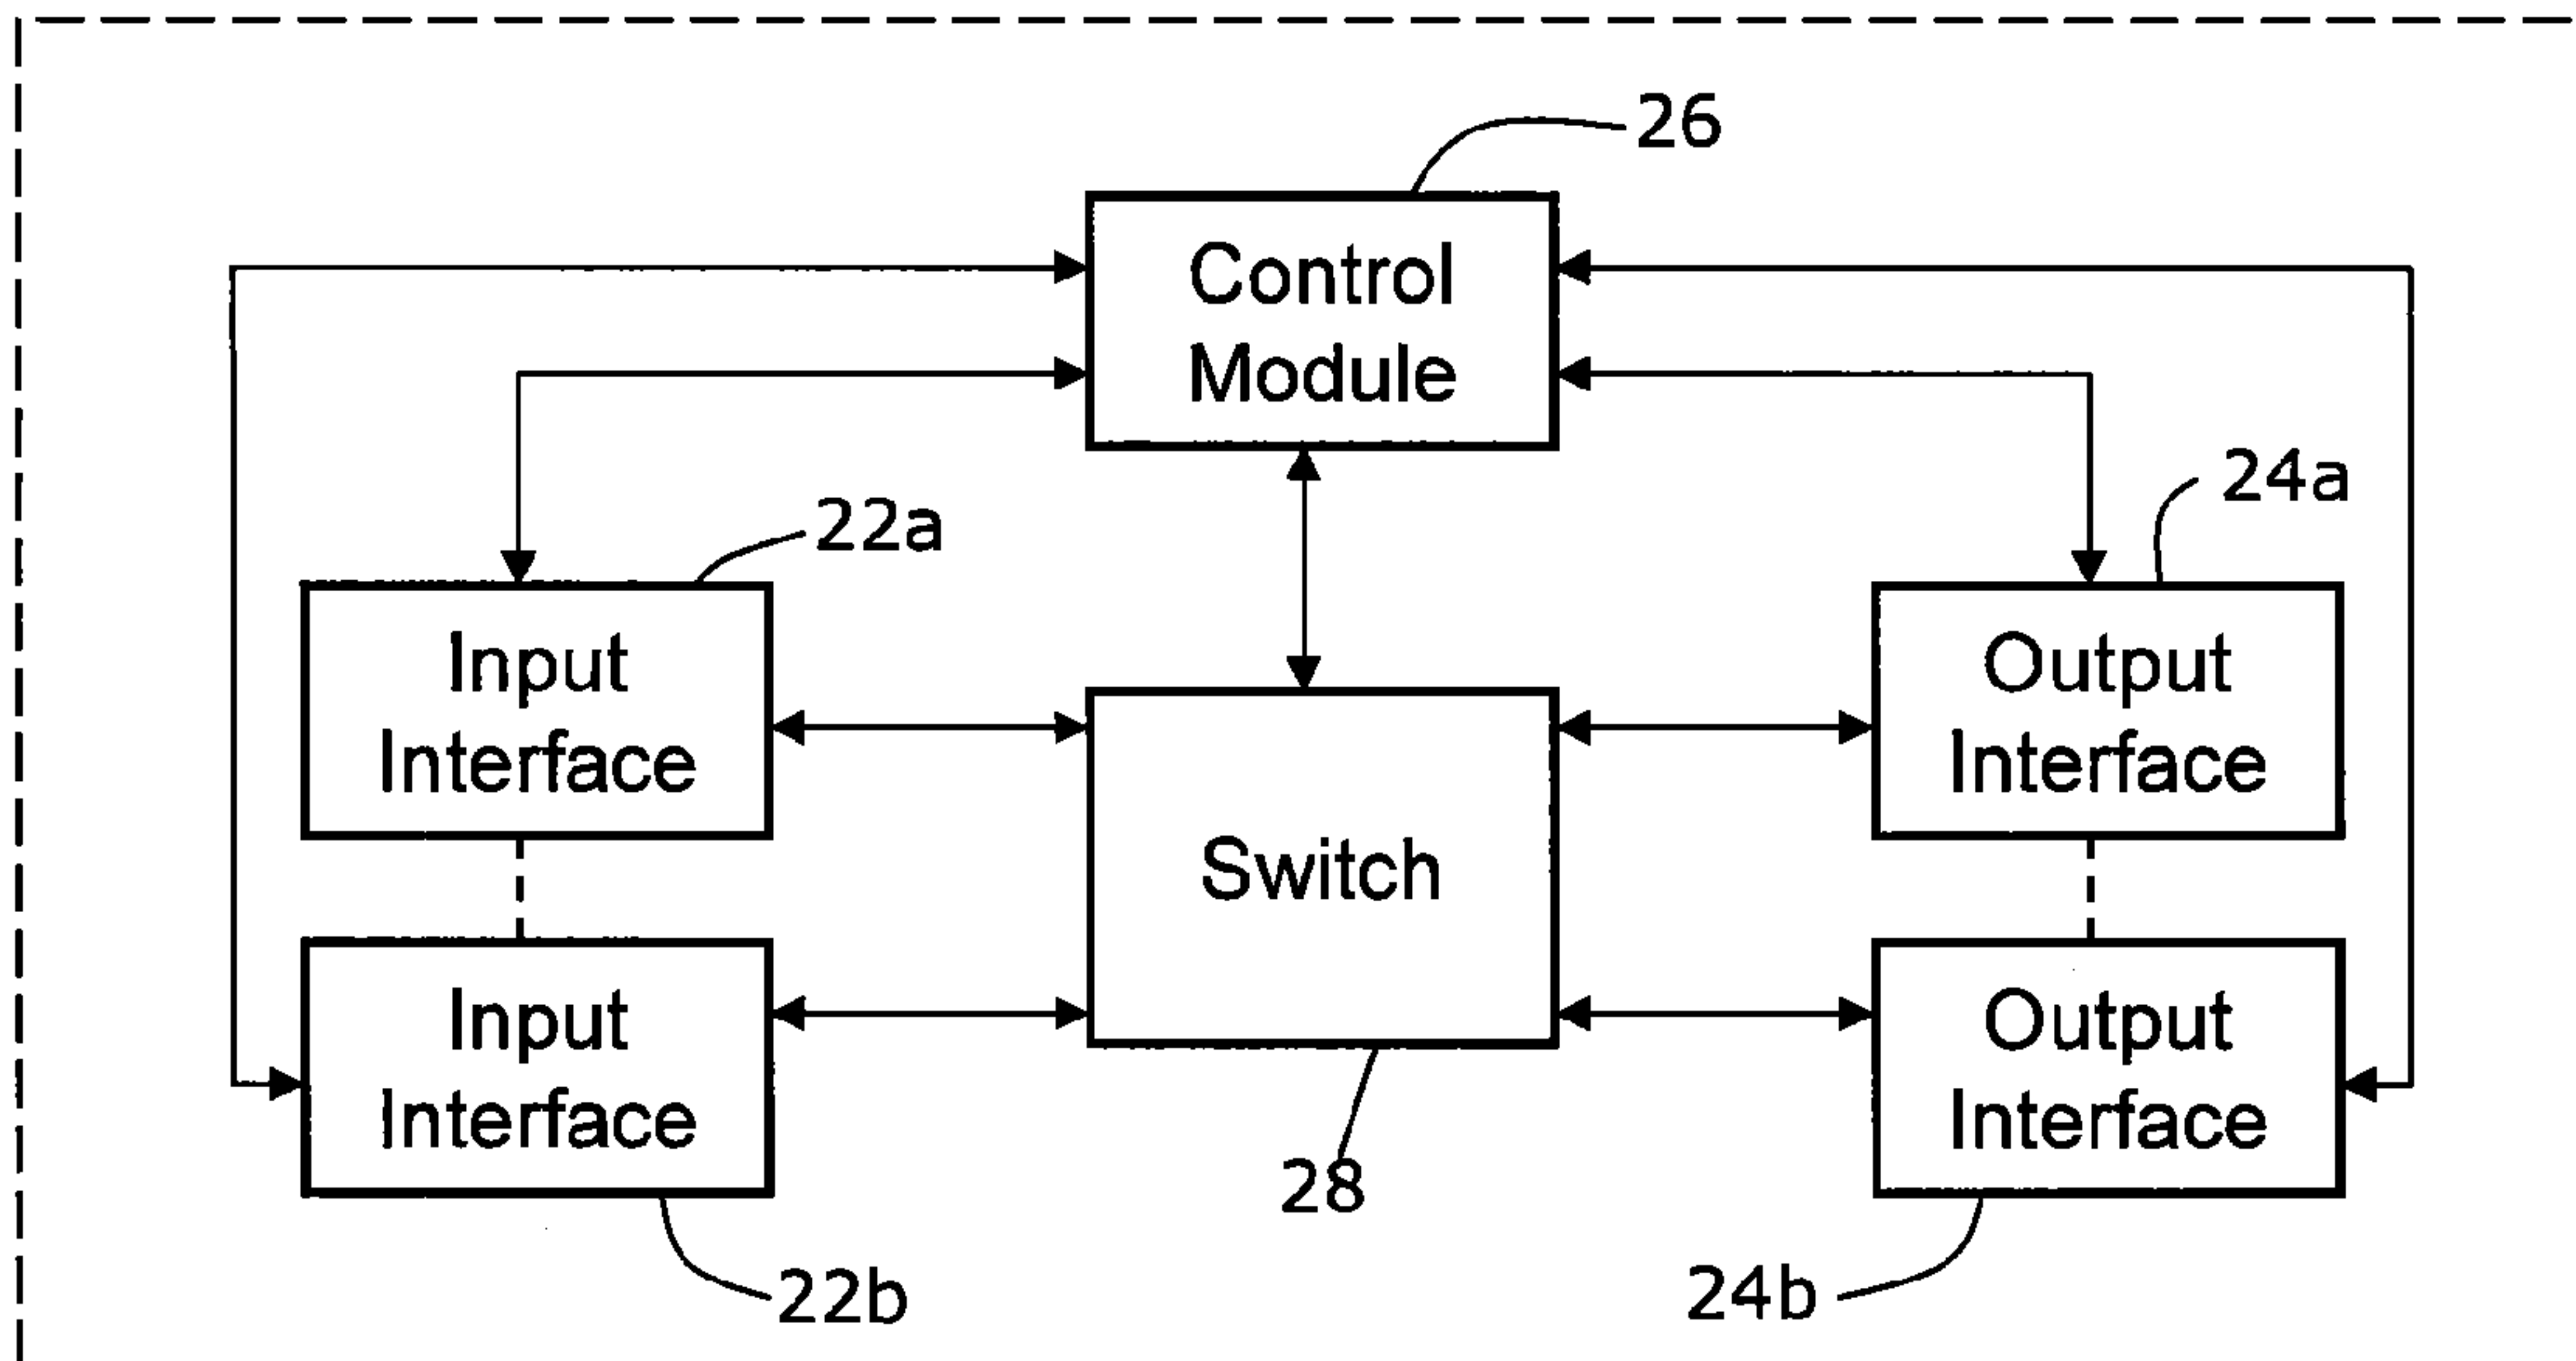 26
Control
Module
22a
24a
Input
Interface
Output
Interface
Switch
Input
Interface
Output
Interface
28
22b
24b